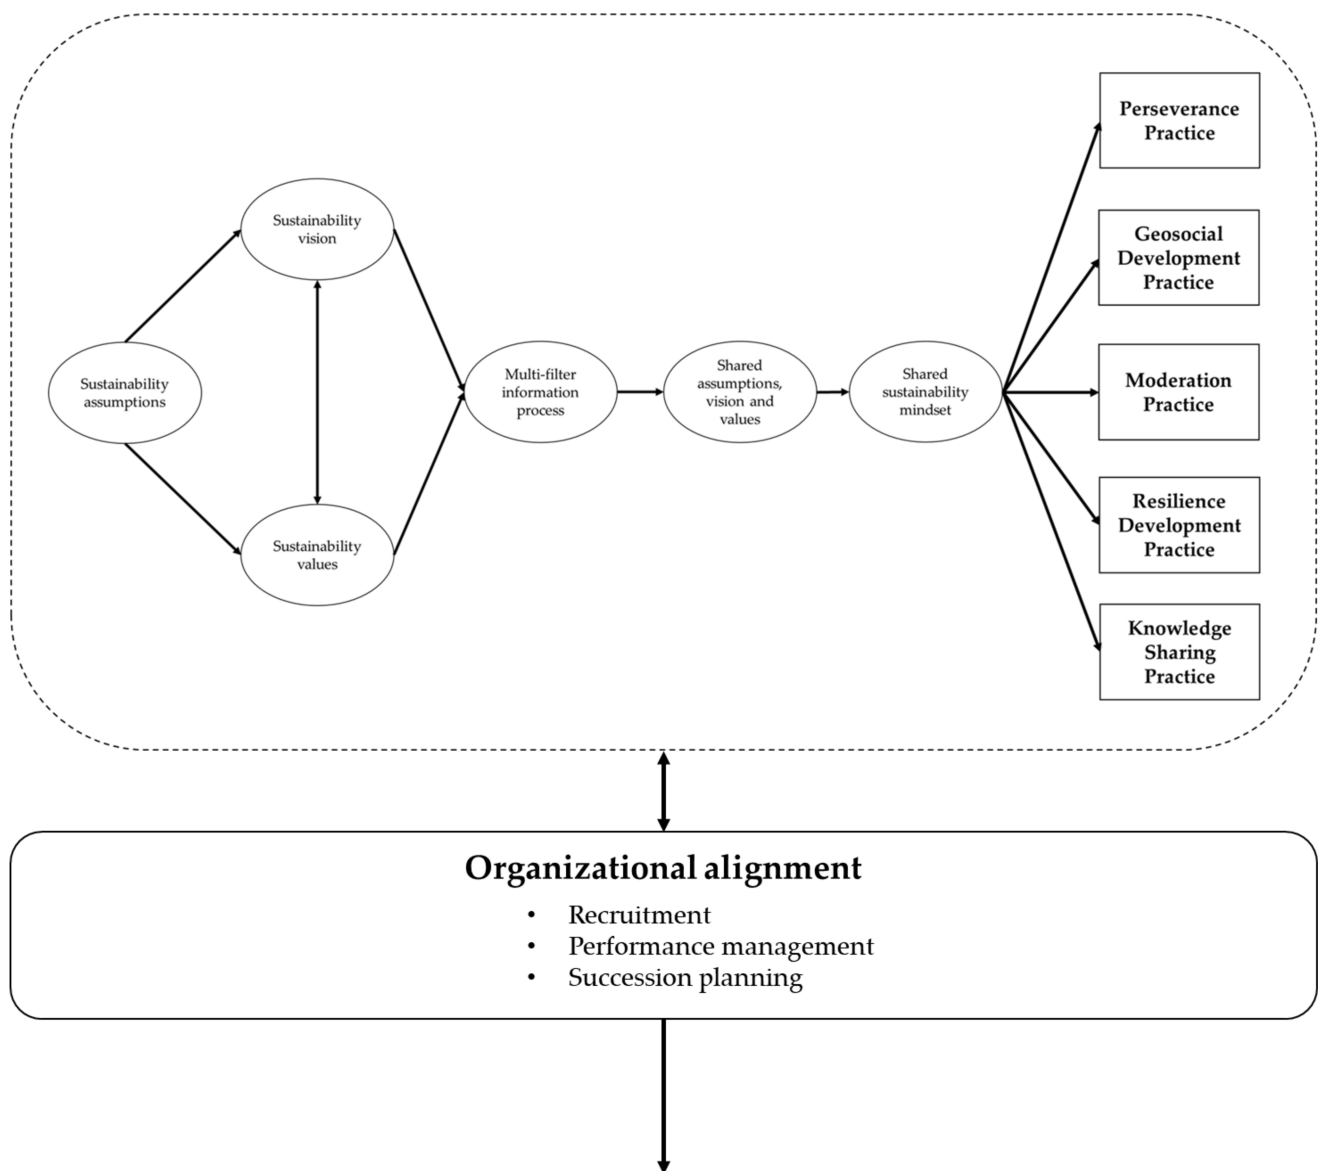 Perseverance
Practice
Geosocial
Development
Practice
Sustainability
vision
Sustainability
assumptions
Multi-filter
information
process
Shared
assumptions,
vision and
values
Shared
sustainability
mindset
Moderation
Practice
Sustainability
values
Resilience
Development
Practice
Knowledge
Sharing
Practice
Organizational alignment
• Recruitment
• Performance management
• Succession planning